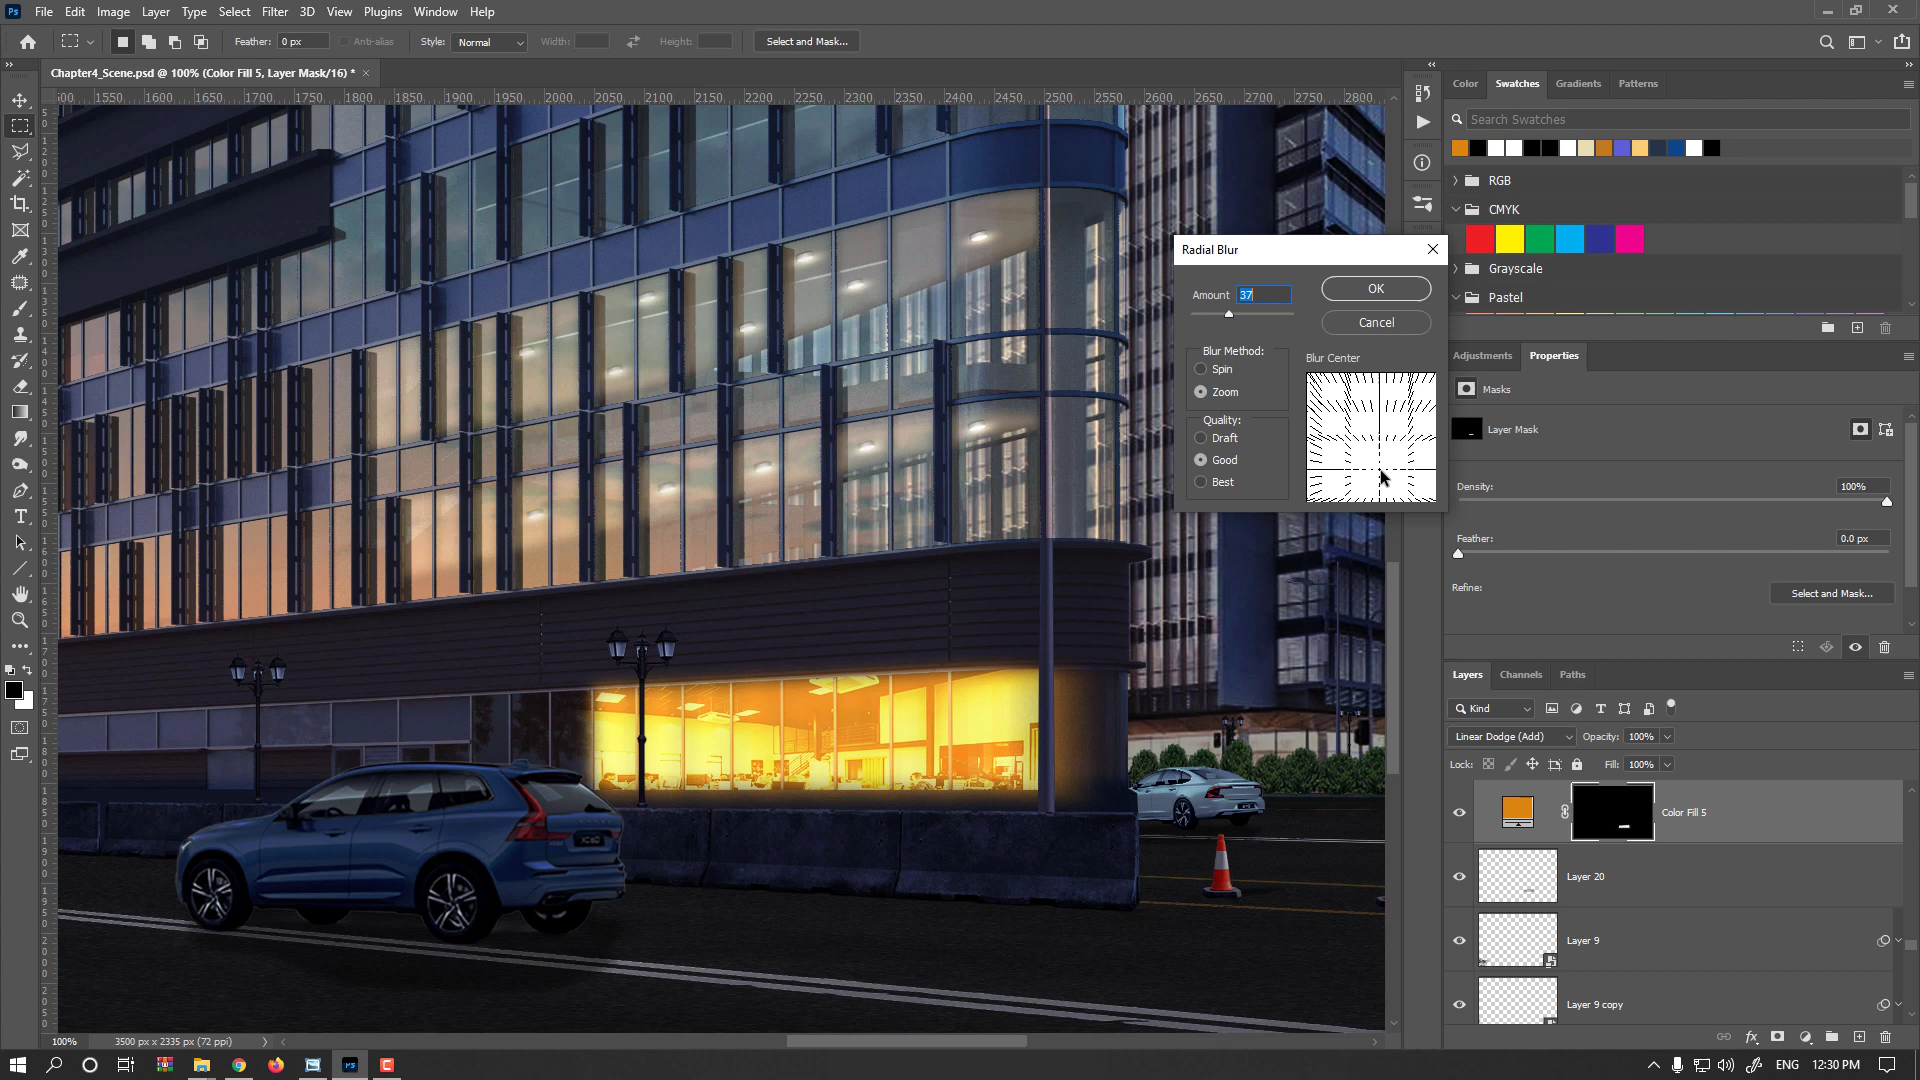 Ps File Edit Image Layer Type Select Filter 3D View Plugins Window Help
Feather: 0 px Anti-alias Style: Normal Width: Height: Select and Mask...
Chapter4_Scene.psd @ 100% (Color Fill 5, Layer Mask/16) * ×
1550 1600 1650 1700 1750 1800 1850 1900 1950 2000 2050 2100 2150 2200 2250 2300 2350 2400 2450 2500 2550 2600 2650 2700 2750 2800
Color Swatches Gradients Patterns
Search Swatches
RGB
CMYK
Grayscale
Pastel
Radial Blur
Amount 37
OK
Cancel
Blur Method:
Spin
Zoom
Blur Center
Quality:
Draft
Good
Best
Adjustments Properties
Masks
Layer Mask
Density: 100%
Feather: 0.0 px
Refine: Select and Mask...
Layers Channels Paths
Kind
Linear Dodge (Add) Opacity: 100%
Lock: Fill: 100%
Color Fill 5
Layer 20
Layer 9
Layer 9 copy
100% 3500 px x 2335 px (72 ppi)
ENG 12:30 PM